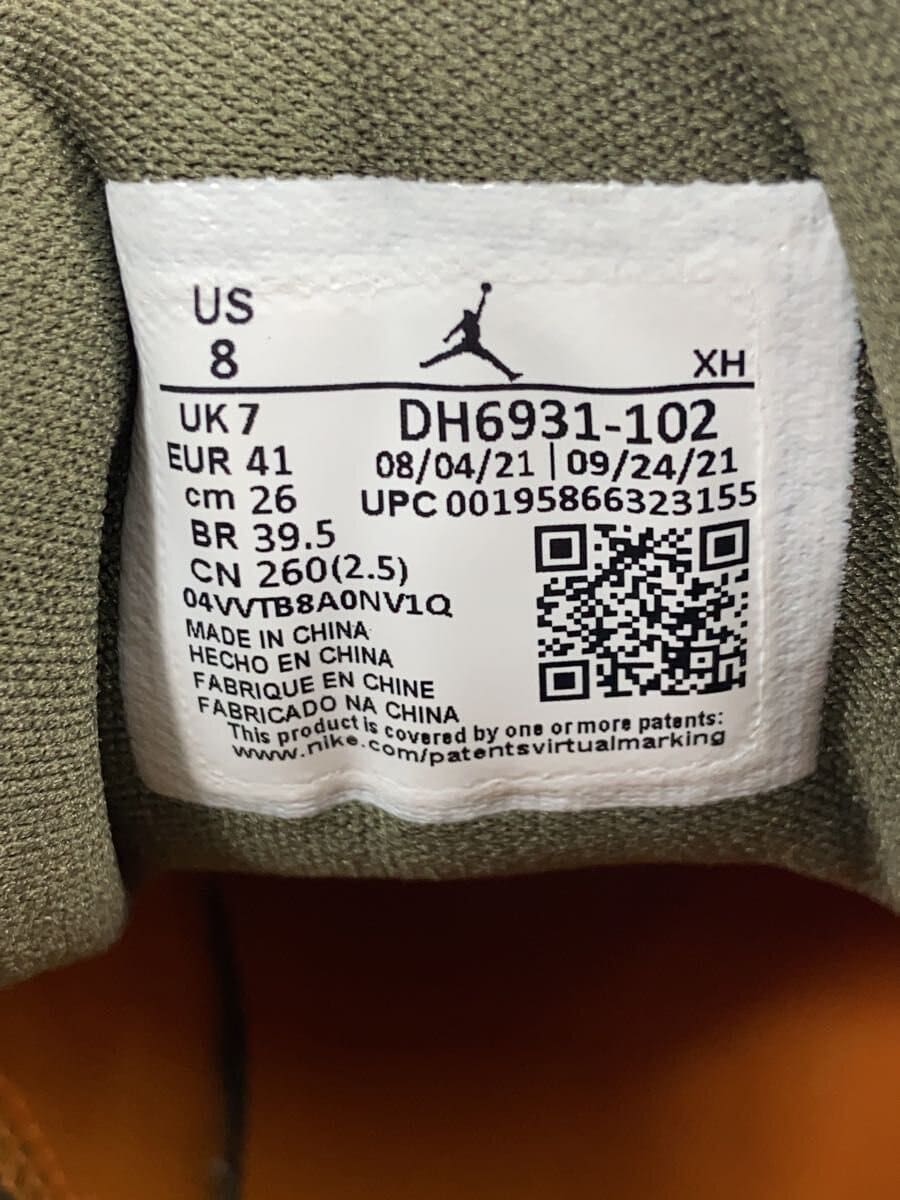 US
8
XH
UK 7
DH6931-102
EUR 41
08/04/21 | 09/24/21
cm 26
UPC 00195866323155
BR 39.5
CN 260(2.5)
04VVTB8A0NV1Q
MADE IN CHINA
HECHO EN CHINA
FABRIQUE EN CHINE
FABRICADO NA CHINA
This product is covered by one or more patents:
www.nike.com/patentsvirtualmarking